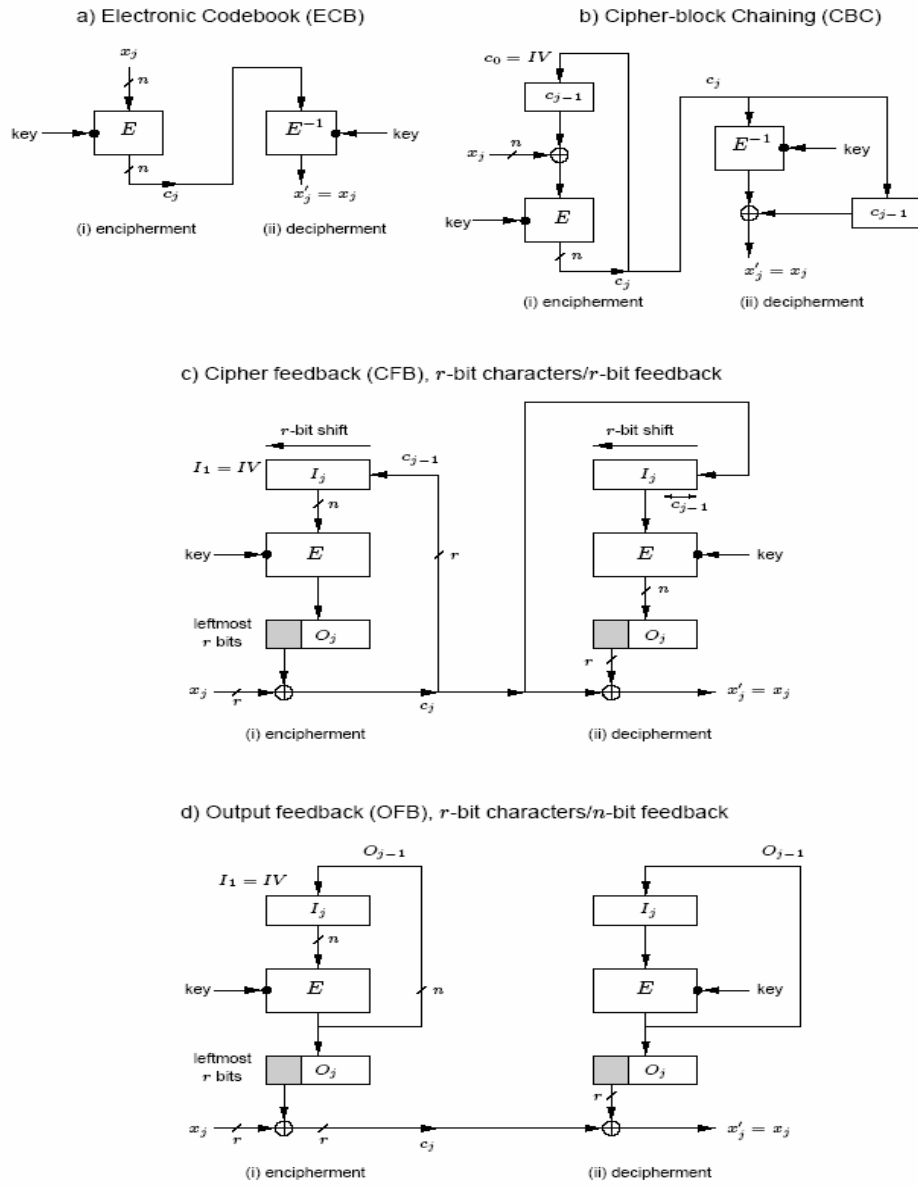 a) Electronic Codebook (ECB)
x_j
n
key
E
n
c_j
E^{-1}
key
x'_j = x_j
(i) encipherment
(ii) decipherment
b) Cipher-block Chaining (CBC)
c_0 = IV
c_{j-1}
x_j
n
⊕
key
E
n
c_j
c_j
E^{-1}
key
⊕
c_{j-1}
x'_j = x_j
(i) encipherment
(ii) decipherment
c) Cipher feedback (CFB), r-bit characters/r-bit feedback
r-bit shift
I_1 = IV
I_j
c_{j-1}
n
key
E
r
leftmost
r bits
O_j
x_j
r
⊕
c_j
(i) encipherment
r-bit shift
I_j
c_{j-1}
E
key
n
O_j
r
⊕
x'_j = x_j
(ii) decipherment
d) Output feedback (OFB), r-bit characters/n-bit feedback
O_{j-1}
I_1 = IV
I_j
n
key
E
n
leftmost
r bits
O_j
x_j
r
⊕
r
c_j
(i) encipherment
O_{j-1}
I_j
E
key
O_j
r
⊕
x'_j = x_j
(ii) decipherment